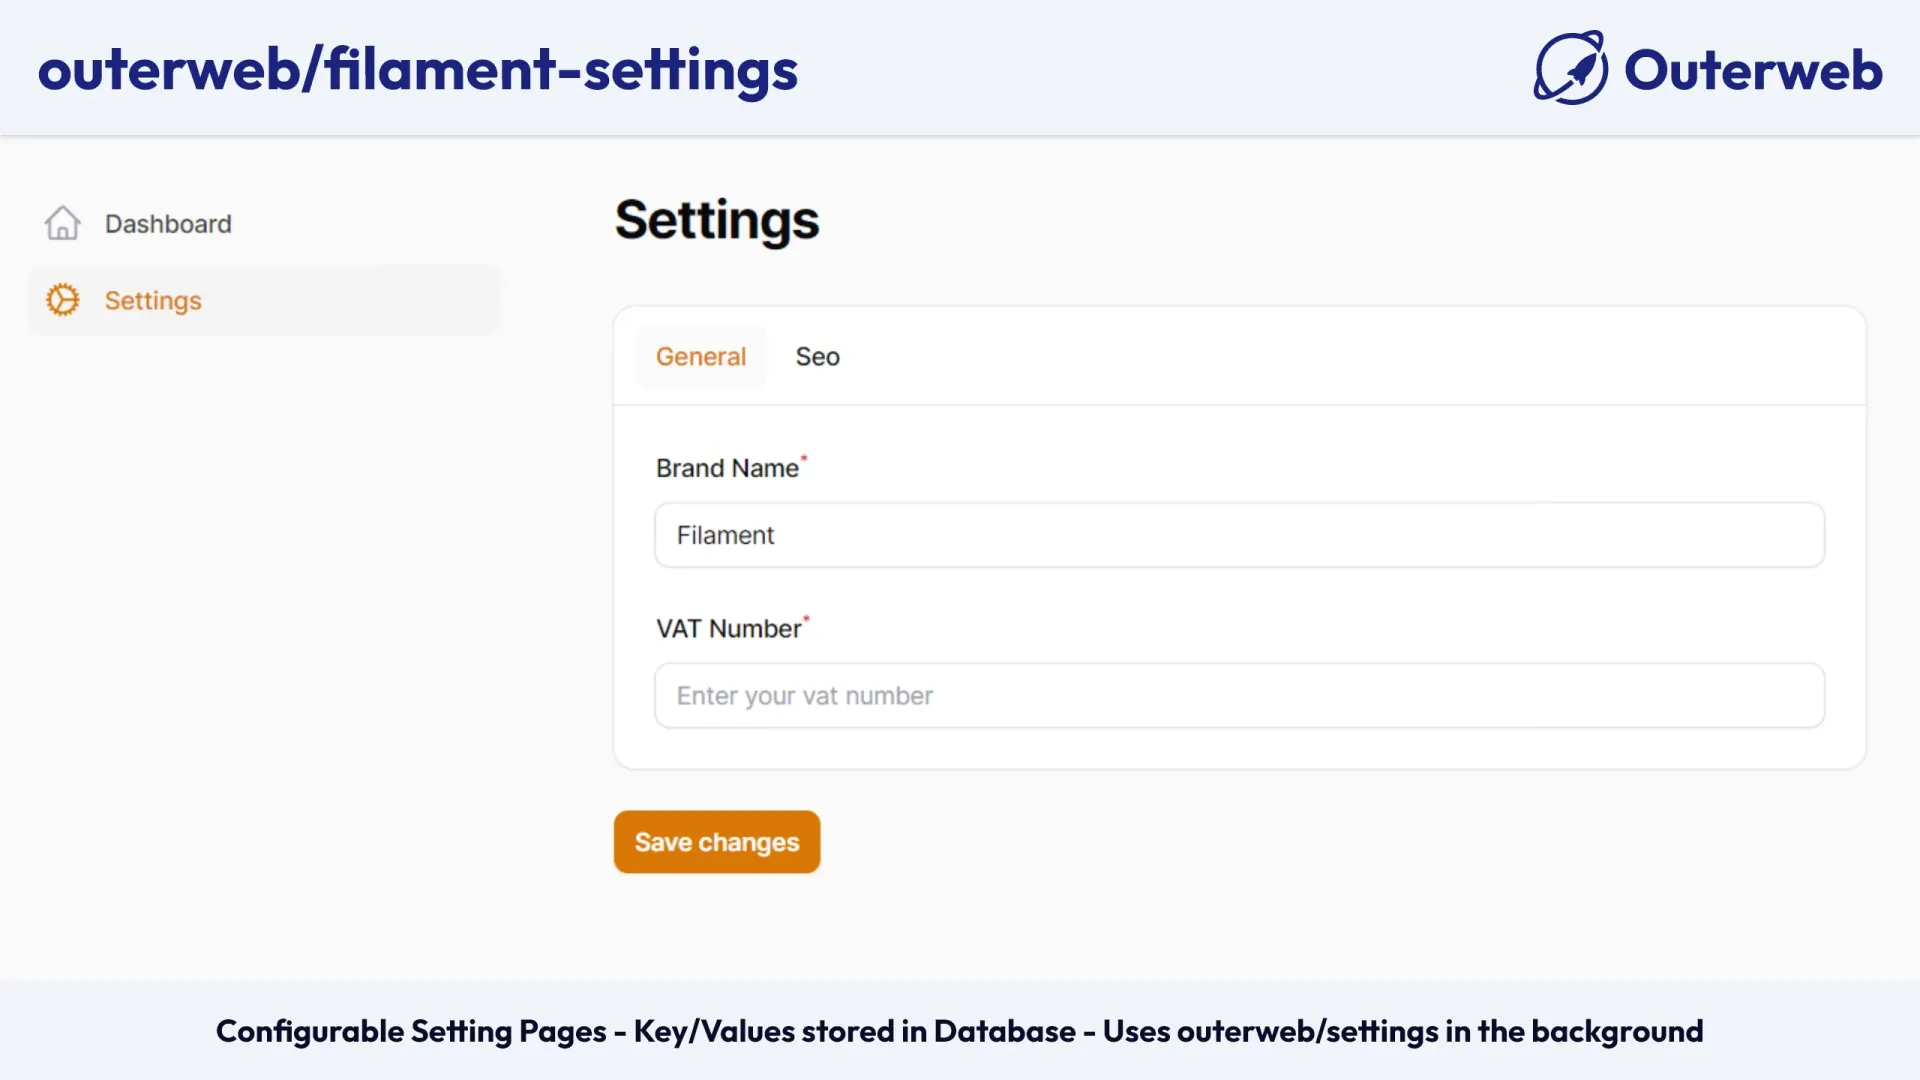 outerweb/filament-settings
Outerweb
Dashboard
Settings
Settings
General
Seo
Brand Name*
Filament
VAT Number*
Enter your vat number
Save changes
Configurable Setting Pages - Key/Values stored in Database - Uses outerweb/settings in the background